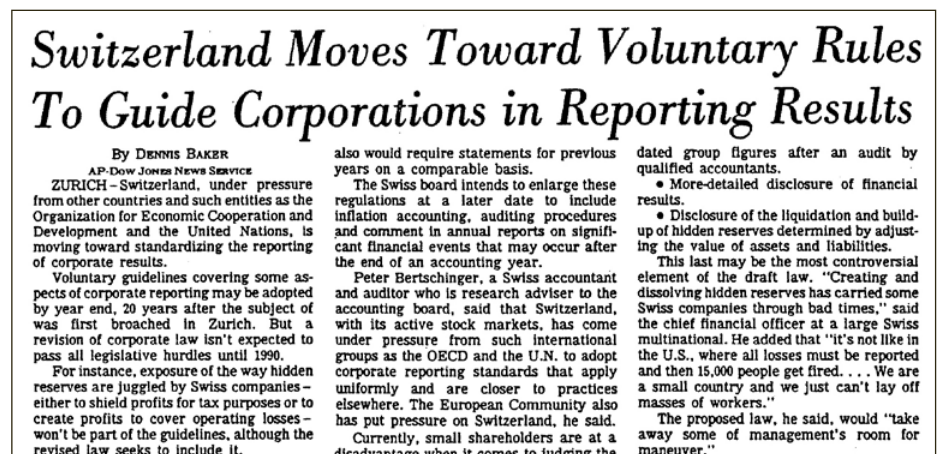 Switzerland Moves Toward Voluntary Rules
To Guide Corporations in Reporting Results
By DENNIS BAKER
AP-DOW JONES NEWS SERVICE
ZURICH–Switzerland, under pressure
from other countries and such entities as the
Organization for Economic Cooperation and
Development and the United Nations, is
moving toward standardizing the reporting
of corporate results.
Voluntary guidelines covering some as-
pects of corporate reporting may be adopted
by year end, 20 years after the subject of
was first broached in Zurich. But a
revision of corporate law isn't expected to
pass all legislative hurdles until 1990.
For instance, exposure of the way hidden
reserves are juggled by Swiss companies–
either to shield profits for tax purposes or to
create profits to cover operating losses–
won't be part of the guidelines, although the
revised law seeks to include it.
also would require statements for previous
years on a comparable basis.
The Swiss board intends to enlarge these
regulations at a later date to include
inflation accounting, auditing procedures
and comment in annual reports on signifi-
cant financial events that may occur after
the end of an accounting year.
Peter Bertschinger, a Swiss accountant
and auditor who is research adviser to the
accounting board, said that Switzerland,
with its active stock markets, has come
under pressure from such international
groups as the OECD and the U.N. to adopt
corporate reporting standards that apply
uniformly and are closer to practices
elsewhere. The European Community also
has put pressure on Switzerland, he said.
Currently, small shareholders are at a
disadvantage when it comes to judging the
dated group figures after an audit by
qualified accountants.
• More-detailed disclosure of financial
results.
• Disclosure of the liquidation and build-
up of hidden reserves determined by adjust-
ing the value of assets and liabilities.
This last may be the most controversial
element of the draft law. "Creating and
dissolving hidden reserves has carried some
Swiss companies through bad times," said
the chief financial officer at a large Swiss
multinational. He added that "it's not like in
the U.S., where all losses must be reported
and then 15,000 people get fired. . . . We are
a small country and we just can't lay off
masses of workers."
The proposed law, he said, would "take
away some of management's room for
maneuver."